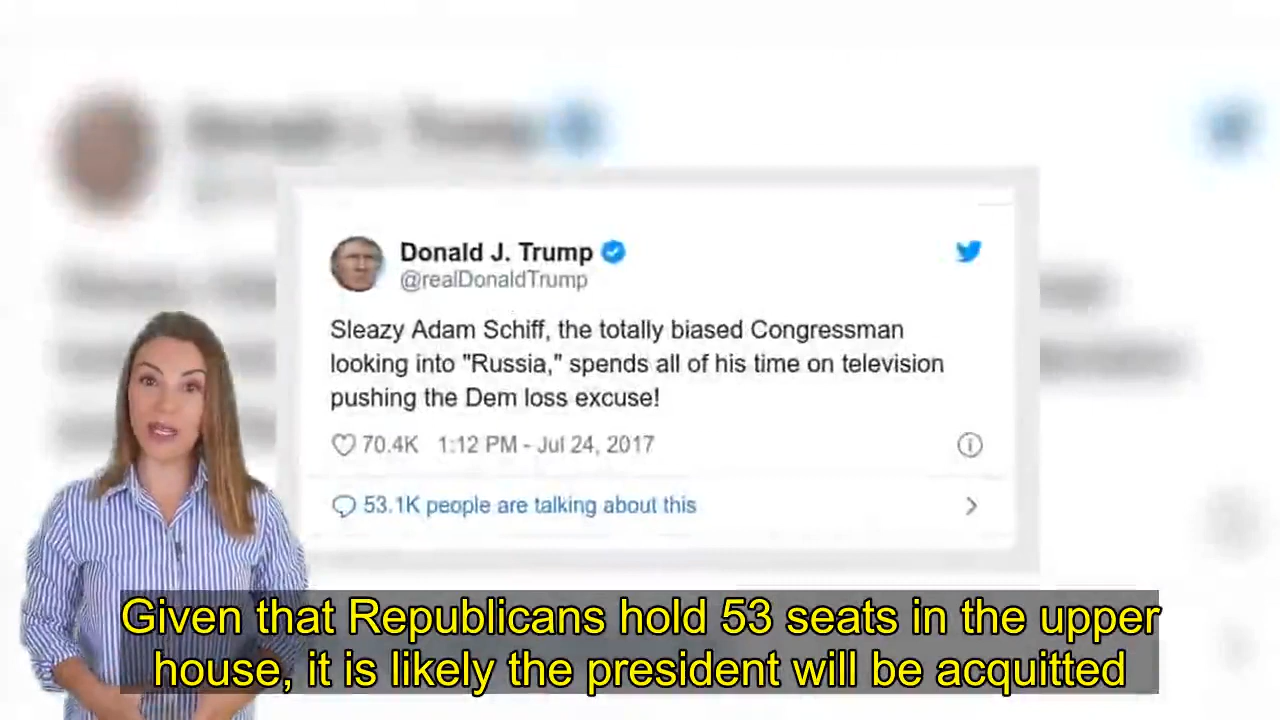 Donald J. Trump
@realDonaldTrump
Sleazy Adam Schiff, the totally biased Congressman
looking into "Russia," spends all of his time on television
pushing the Dem loss excuse!
70.4K 1:12 PM - Jul 24, 2017
53.1K people are talking about this
Given that Republicans hold 53 seats in the upper
house, it is likely the president will be acquitted